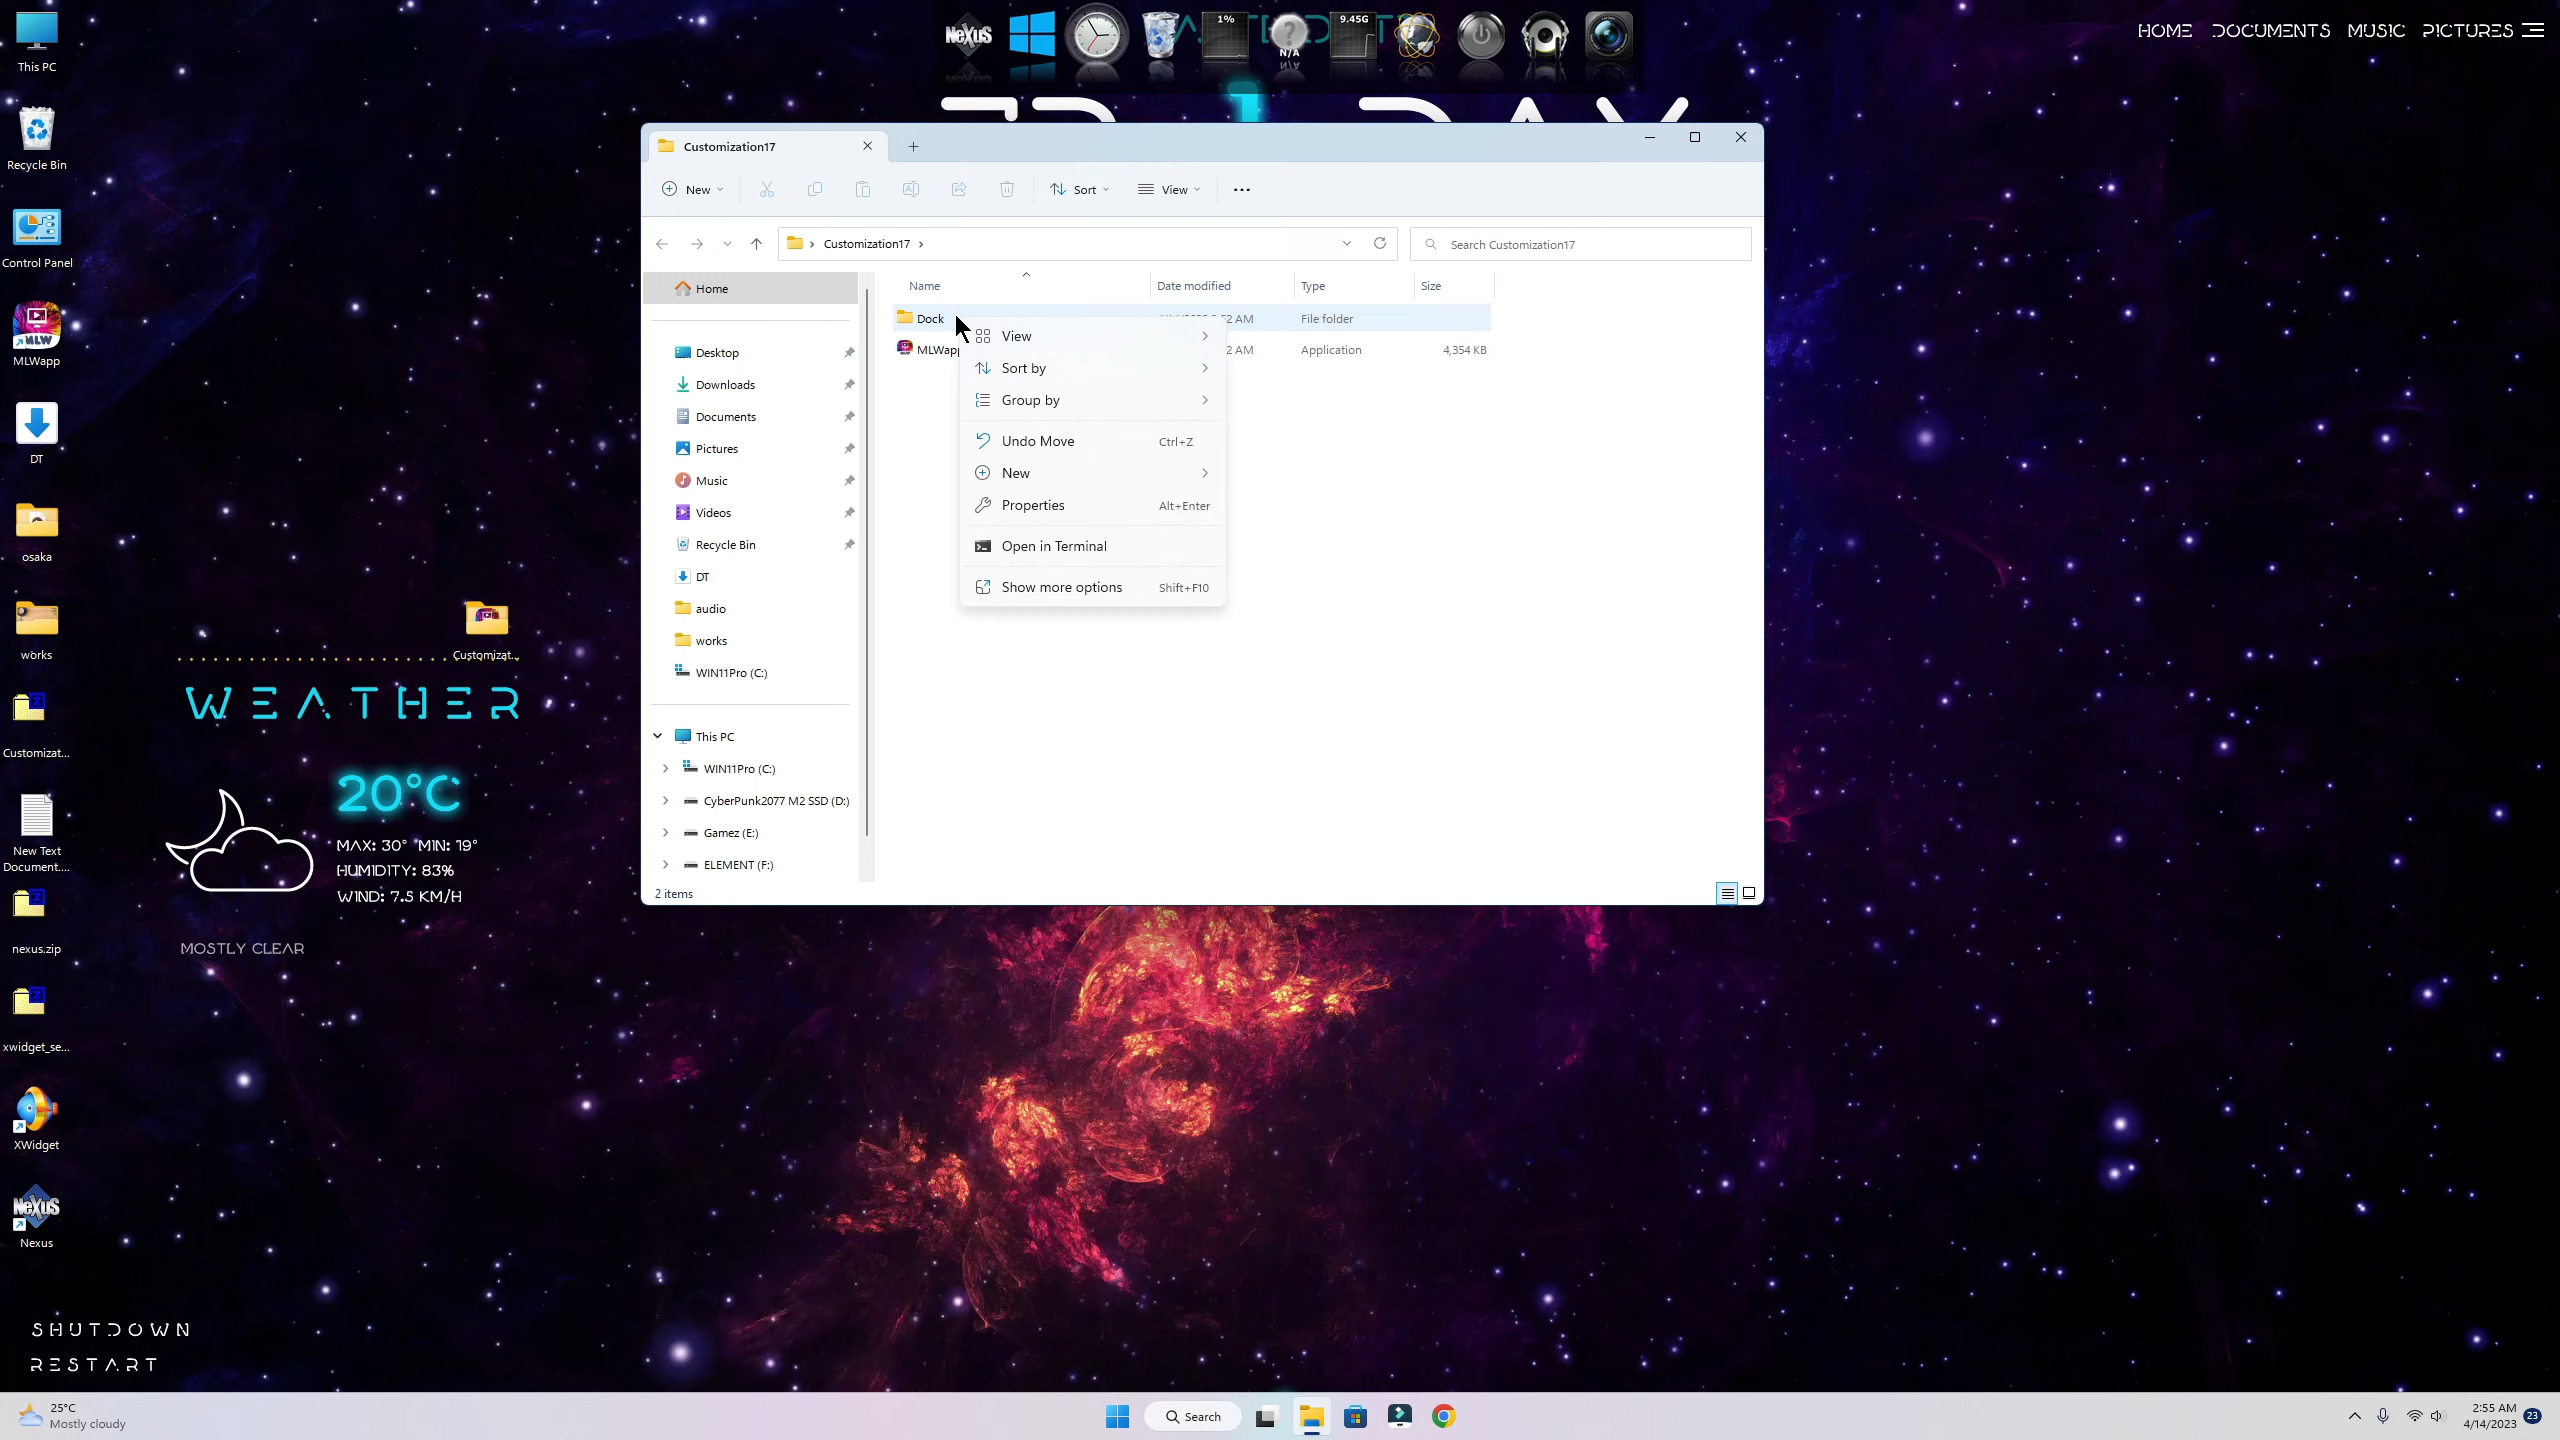 This PC
Recycle Bin
Control Panel
MLWapp
DT
osaka
works
Customizat...
New Text
Document....
nexus.zip
xwidget_se...
XWidget
NeXuS
Nexus
SHUTDOWN
RESTART
Customizat...
WEATHER
20°C
MAX: 30° MIN: 19°
HUMIDITY: 83%
WIND: 7.5 KM/H
MOSTLY CLEAR
NeXuS
1%
?
N/A
9.45G
HOME DOCUMENTS MUSIC PICTURES
Customization17
New
Sort
View
Customization17
Search Customization17
Home
Desktop
Downloads
Documents
Pictures
Music
Videos
Recycle Bin
DT
audio
works
WIN11Pro (C:)
This PC
WIN11Pro (C:)
CyberPunk2077 M2 SSD (D:)
Gamez (E:)
ELEMENT (F:)
2 items
Name Date modified Type Size
Dock 2 AM File folder
MLWapp 2 AM Application 4,354 KB
View
Sort by
Group by
Undo Move Ctrl+Z
New
Properties Alt+Enter
Open in Terminal
Show more options Shift+F10
25°C
Mostly cloudy
Search
2:55 AM
4/14/2023
23